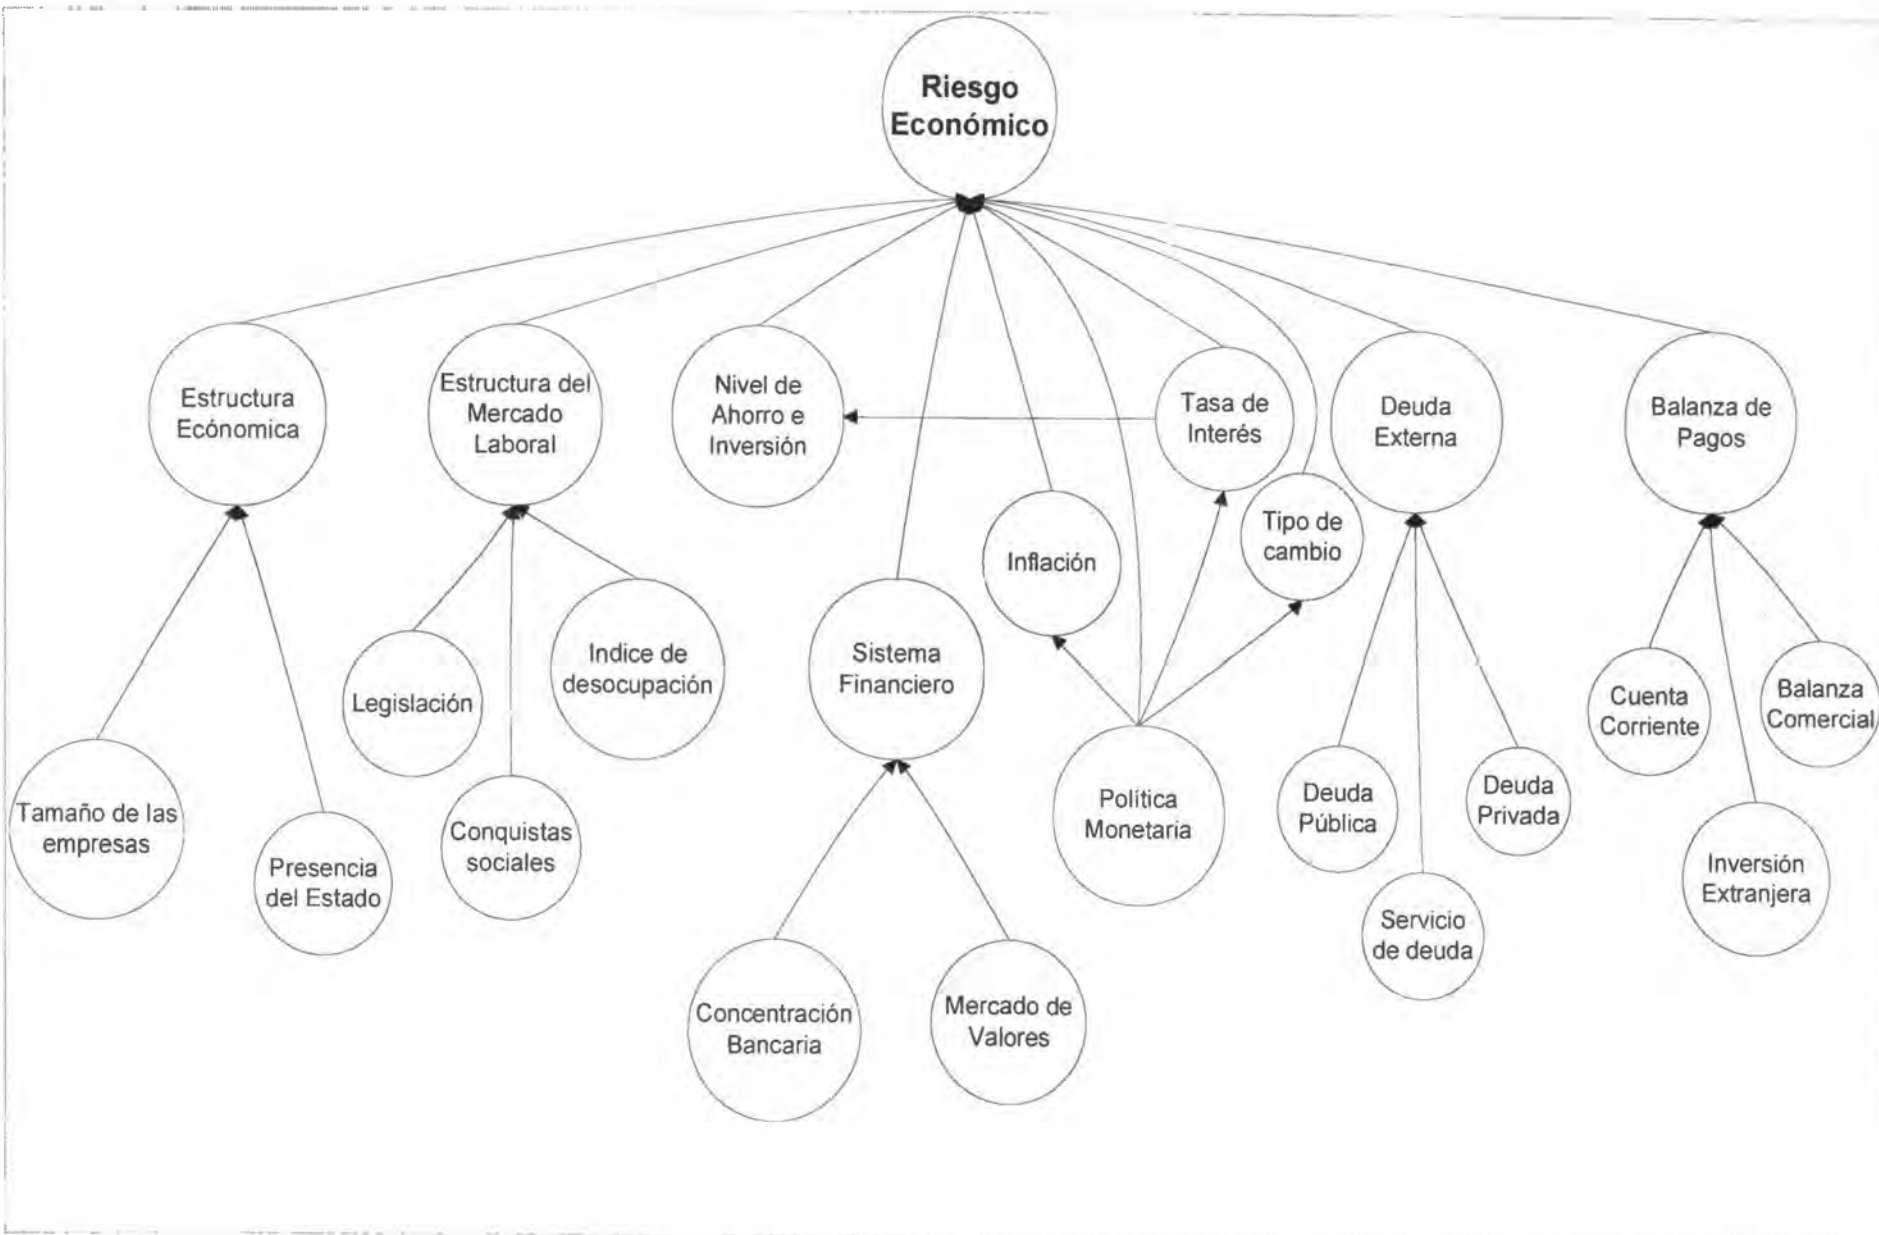 Riesgo
Económico
Estructura
Ecónomica
Estructura del
Mercado
Laboral
Nivel de
Ahorro e
Inversión
Tasa de
Interés
Deuda
Externa
Balanza de
Pagos
Tipo de
cambio
Inflación
Legislación
Indice de
desocupación
Sistema
Financiero
Cuenta
Corriente
Balanza
Comercial
Tamaño de las
empresas
Presencia
del Estado
Conquistas
sociales
Política
Monetaria
Deuda
Pública
Deuda
Privada
Servicio
de deuda
Inversión
Extranjera
Concentración
Bancaria
Mercado de
Valores